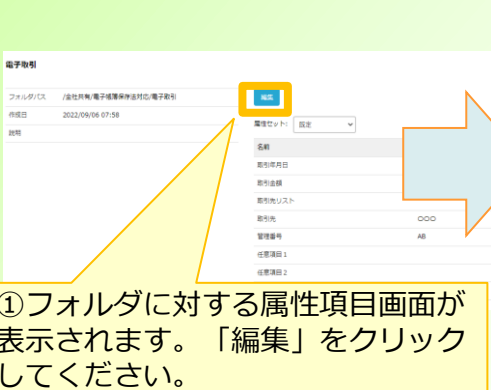 電子取引
フォルダパス /会社共有/電子帳簿保存法対応/電子取引
作成日 2022/09/06 07:58
説明
編集
属性セット: 既定
名前
取引年月日
取引金額
取引先リスト
取引先 〇〇〇
管理番号 AB
任意項目1
任意項目2
①フォルダに対する属性項目画面が
表示されます。「編集」をクリック
してください。